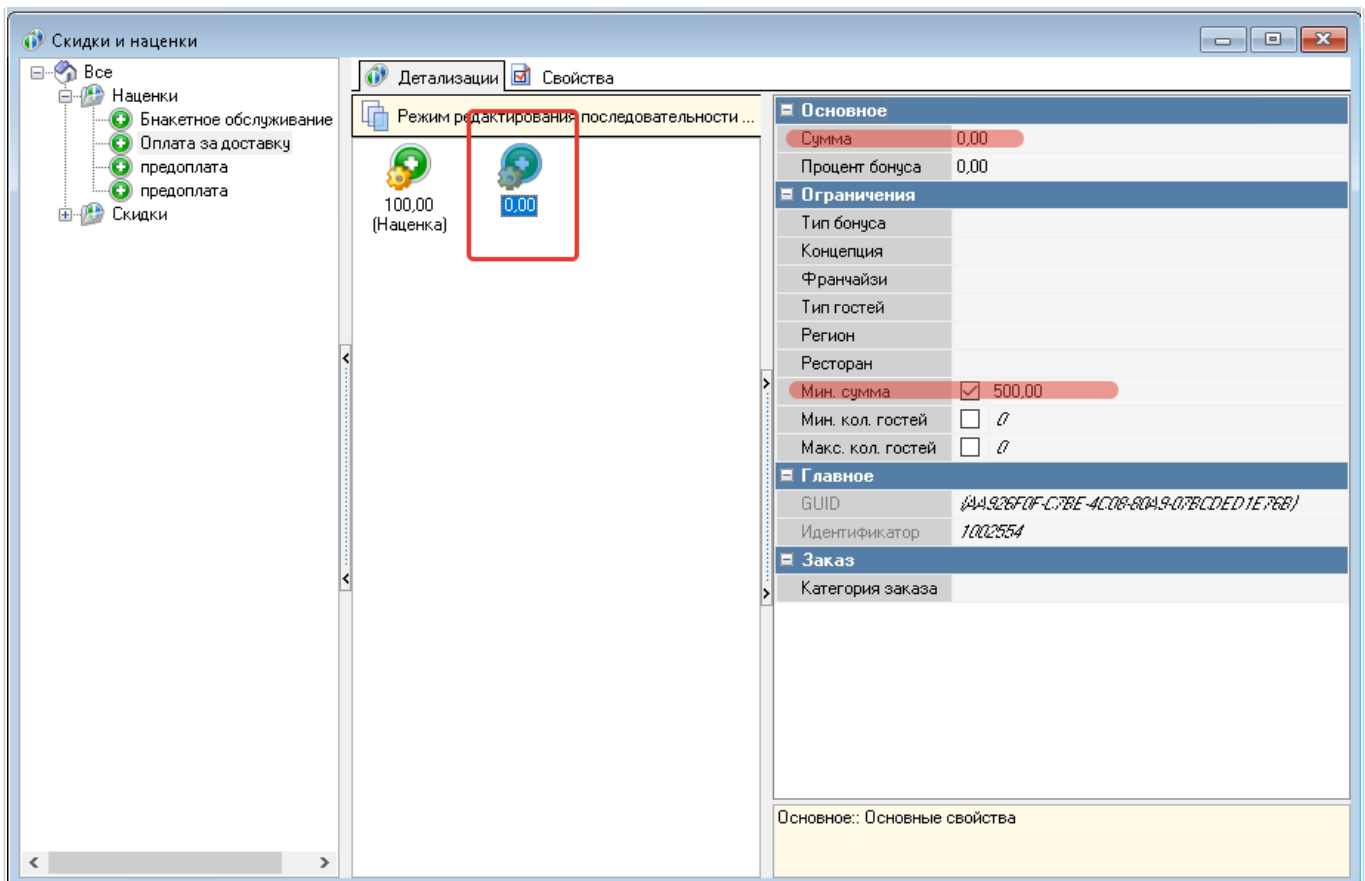 Скидки и наценки
Все
Наценки
Бнакетное обслуживание
Оплата за доставку
предоплата
предоплата
Скидки
Детализации Свойства
Режим редактирования последовательности ...
100,00
(Наценка)
0,00
Основное
Сумма 0,00
Процент бонуса 0,00
Ограничения
Тип бонуса
Концепция
Франчайзи
Тип гостей
Регион
Ресторан
Мин. сумма 500,00
Мин. кол. гостей 0
Макс. кол. гостей 0
Главное
GUID {AA926F0F-C7BE-4C08-80A9-07BCDED1E76B}
Идентификатор 1002554
Заказ
Категория заказа
Основное:: Основные свойства